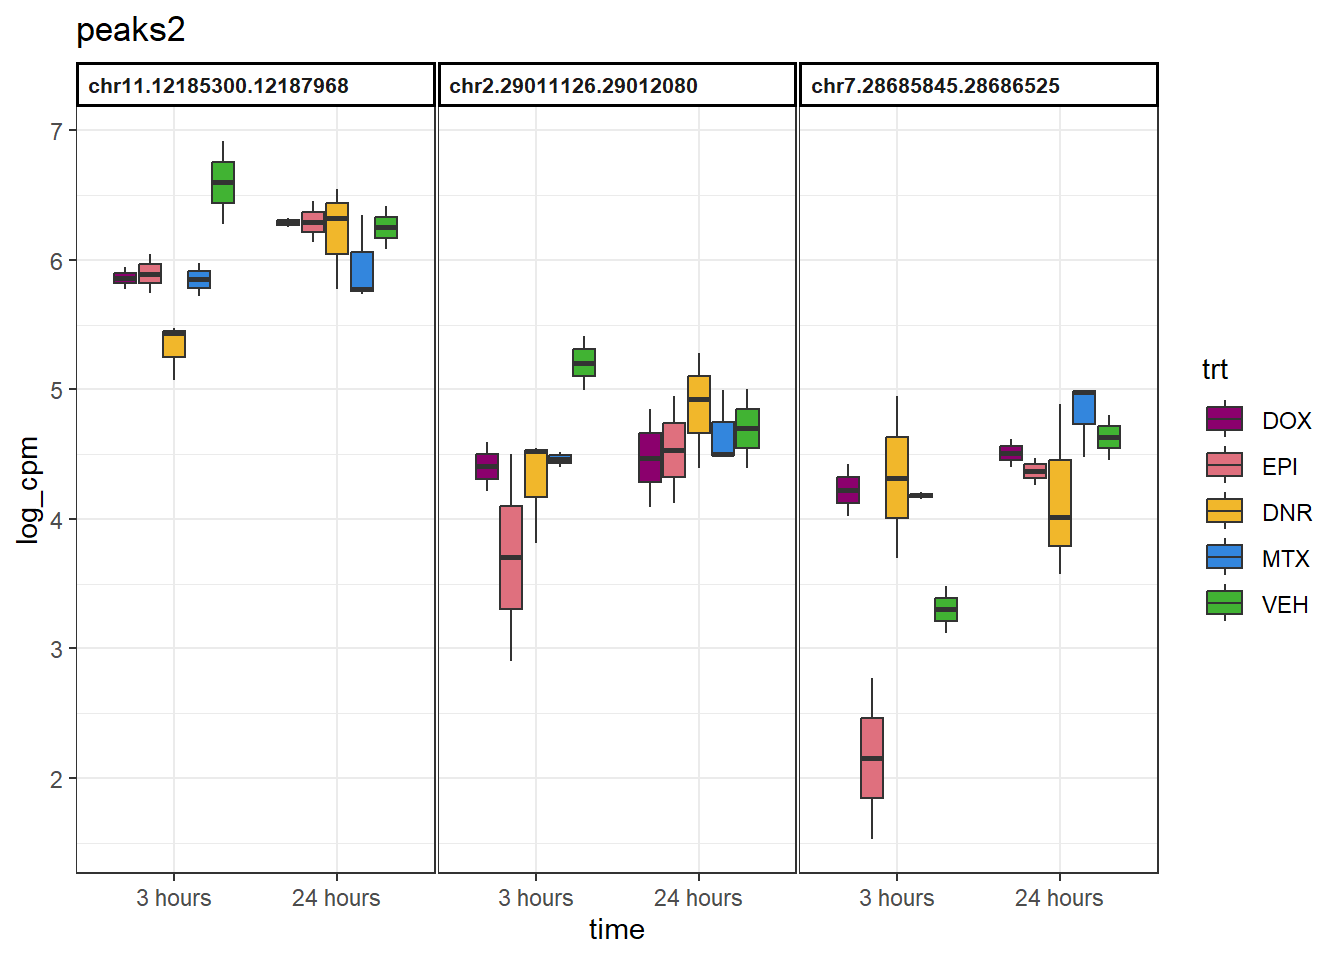 peaks2
chr11.12185300.12187968
chr2.29011126.29012080
chr7.28685845.28686525
7
6
5
4
3
2
log_cpm
3 hours
24 hours
3 hours
24 hours
3 hours
24 hours
time
trt
DOX
EPI
DNR
MTX
VEH